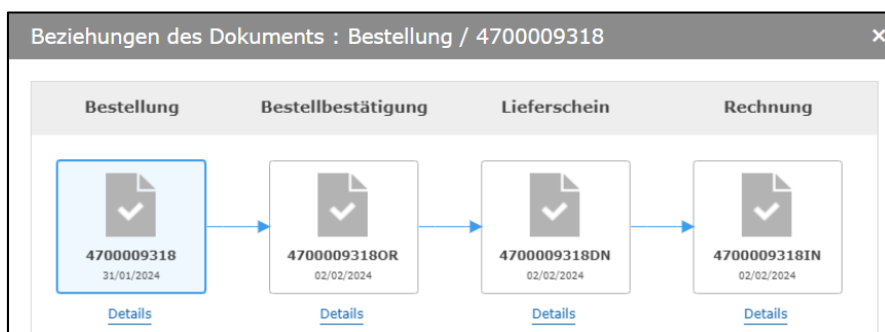 Beziehungen des Dokuments : Bestellung / 4700009318 ×
Bestellung Bestellbestätigung Lieferschein Rechnung
4700009318 4700009318OR 4700009318DN 4700009318IN
31/01/2024 02/02/2024 02/02/2024 02/02/2024
Details Details Details Details